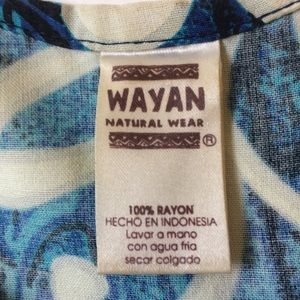 WAYAN
NATURAL WEAR
®
100% RAYON
HECHO EN INDONESIA
Lavar a mano
con agua fria
secar colgado